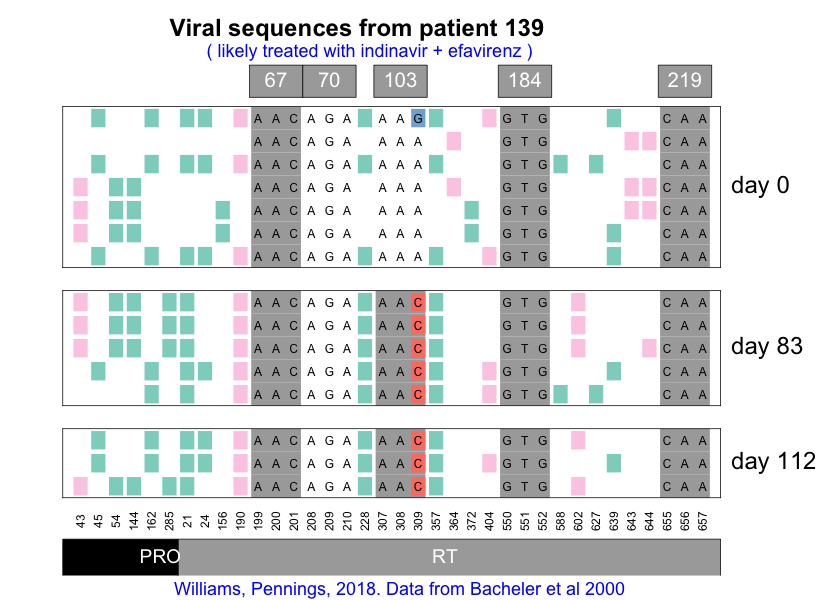 Viral sequences from patient 139
( likely treated with indinavir + efavirenz )
67 70 103 184 219
A A C A G A A A G G T G C A A
A A C A G A A A A G T G C A A
A A C A G A A A A G T G C A A
A A C A G A A A A G T G C A A
day 0
A A C A G A A A A G T G C A A
A A C A G A A A A G T G C A A
A A C A G A A A A G T G C A A
A A C A G A A A C G T G C A A
A A C A G A A A C G T G C A A
A A C A G A A A C G T G C A A
day 83
A A C A G A A A C G T G C A A
A A C A G A A A C G T G C A A
A A C A G A A A C G T G C A A
A A C A G A A A C G T G C A A
day 112
A A C A G A A A C G T G C A A
43 45 54 144 162 285 21 24 156 190 199 200 201 208 209 210 228 307 308 309 357 364 372 404 550 551 552 588 602 627 639 643 644 655 656 657
PRO RT
Williams, Pennings, 2018. Data from Bacheler et al 2000